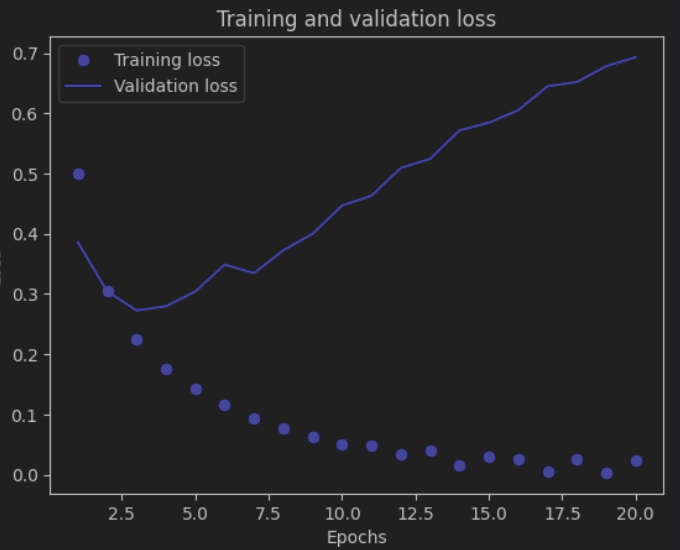 Training and validation loss
Training loss
Validation loss
0.7
0.6
0.5
0.4
0.3
0.2
0.1
0.0
2.5 5.0 7.5 10.0 12.5 15.0 17.5 20.0
Epochs